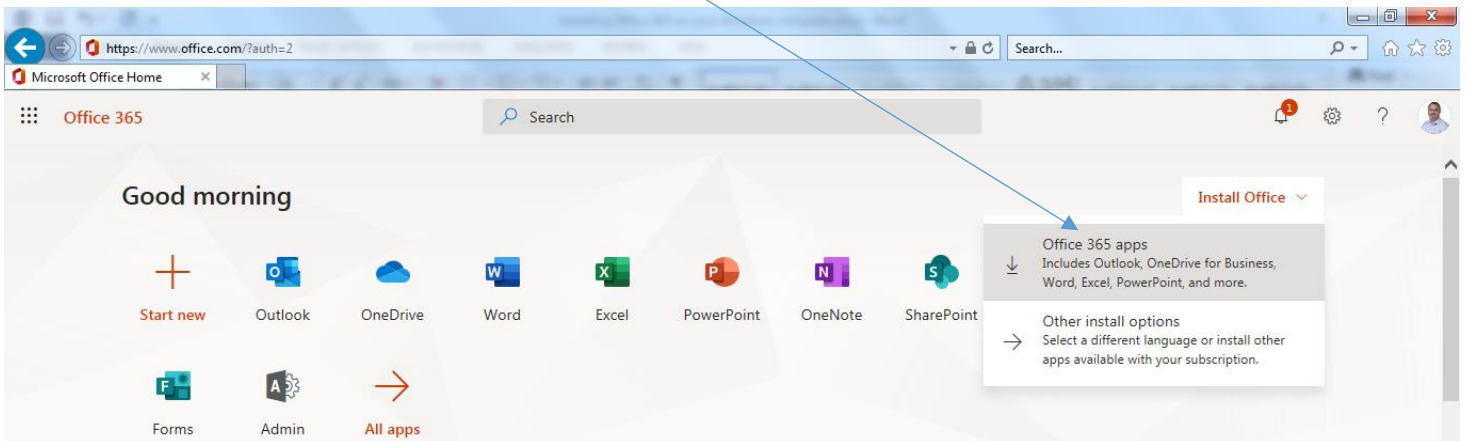 https://www.office.com/?auth=2
Search...
Microsoft Office Home
Office 365
Search
1
?
Good morning
Install Office
Office 365 apps
Includes Outlook, OneDrive for Business,
Word, Excel, PowerPoint, and more.
Other install options
Select a different language or install other
apps available with your subscription.
Start new
Outlook
OneDrive
Word
Excel
PowerPoint
OneNote
SharePoint
Forms
Admin
All apps